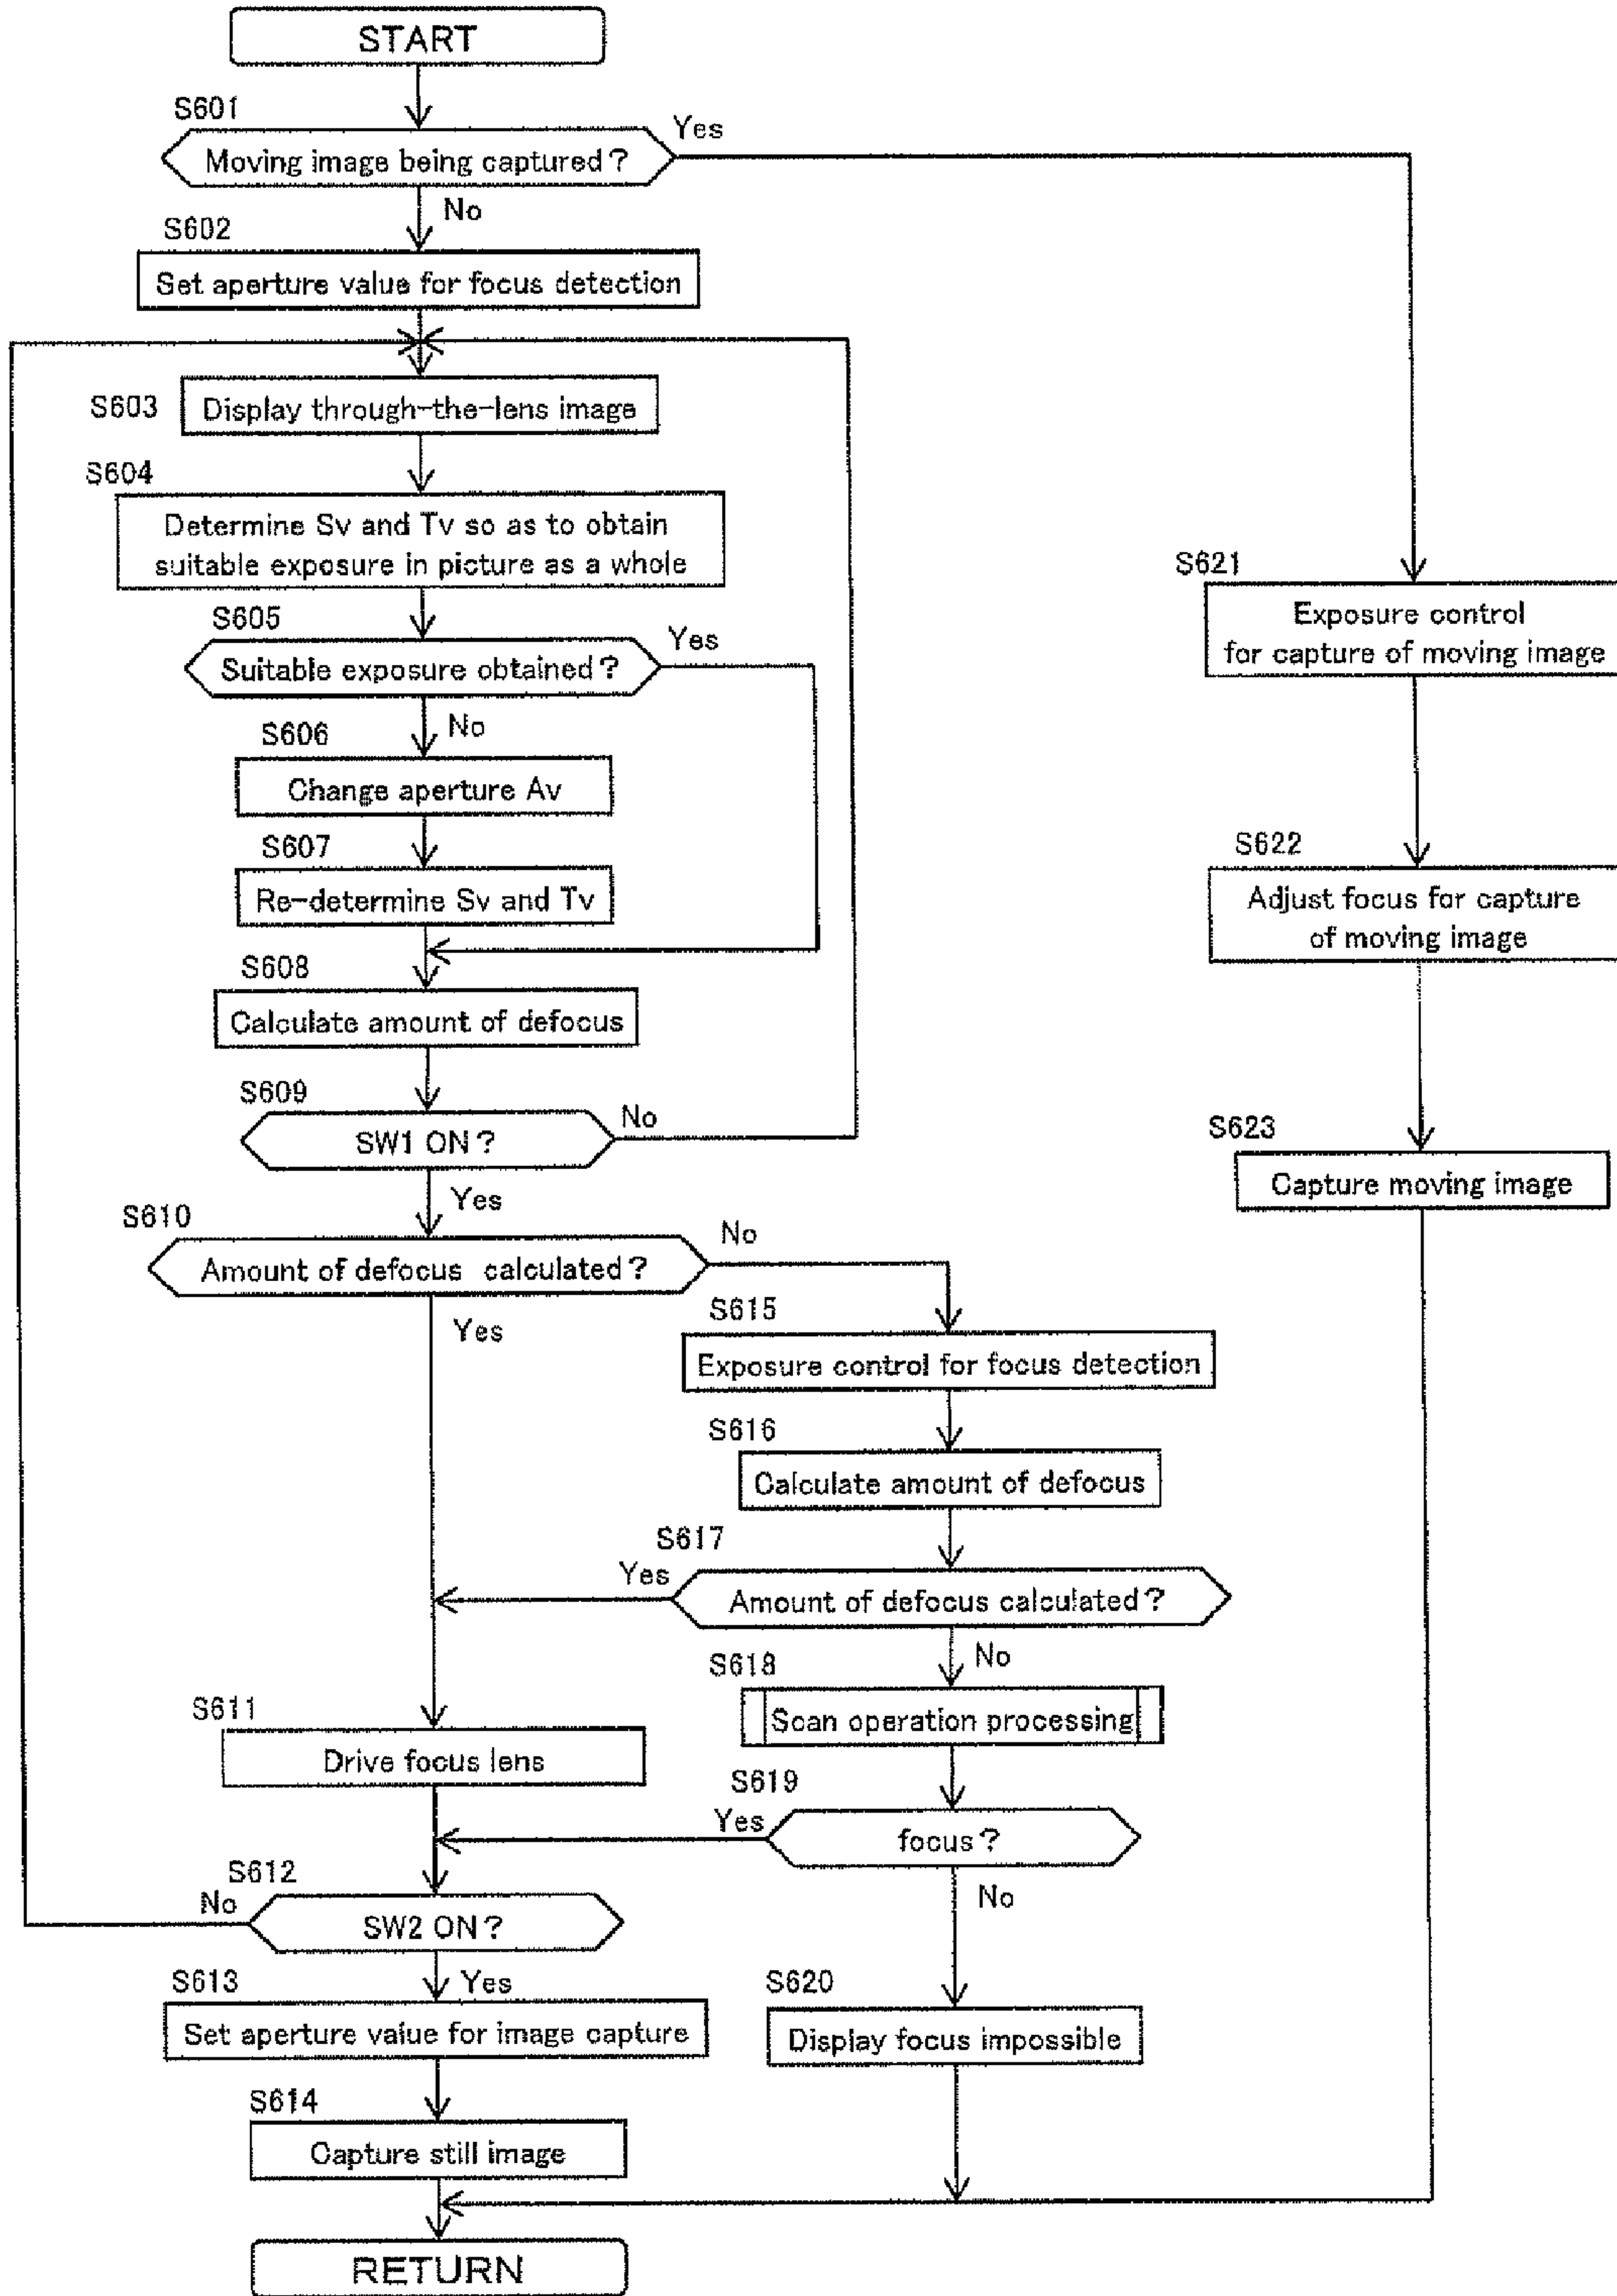 START
S601
Moving image being captured?
Yes
No
S602
Set aperture value for focus detection
S603
Display through-the-lens image
S604
Determine Sv and Tv so as to obtain
suitable exposure in picture as a whole
S605
Suitable exposure obtained?
Yes
No
S606
Change aperture Av
S607
Re-determine Sv and Tv
S608
Calculate amount of defocus
S609
SW1 ON?
No
Yes
S610
Amount of defocus calculated?
No
Yes
S615
Exposure control for focus detection
S616
Calculate amount of defocus
S617
Yes
Amount of defocus calculated?
No
S618
Scan operation processing
S611
Drive focus lens
S619
Yes
focus?
No
S612
No
SW2 ON?
Yes
S613
Set aperture value for image capture
S620
Display focus impossible
S614
Capture still image
S621
Exposure control
for capture of moving image
S622
Adjust focus for capture
of moving image
S623
Capture moving image
RETURN